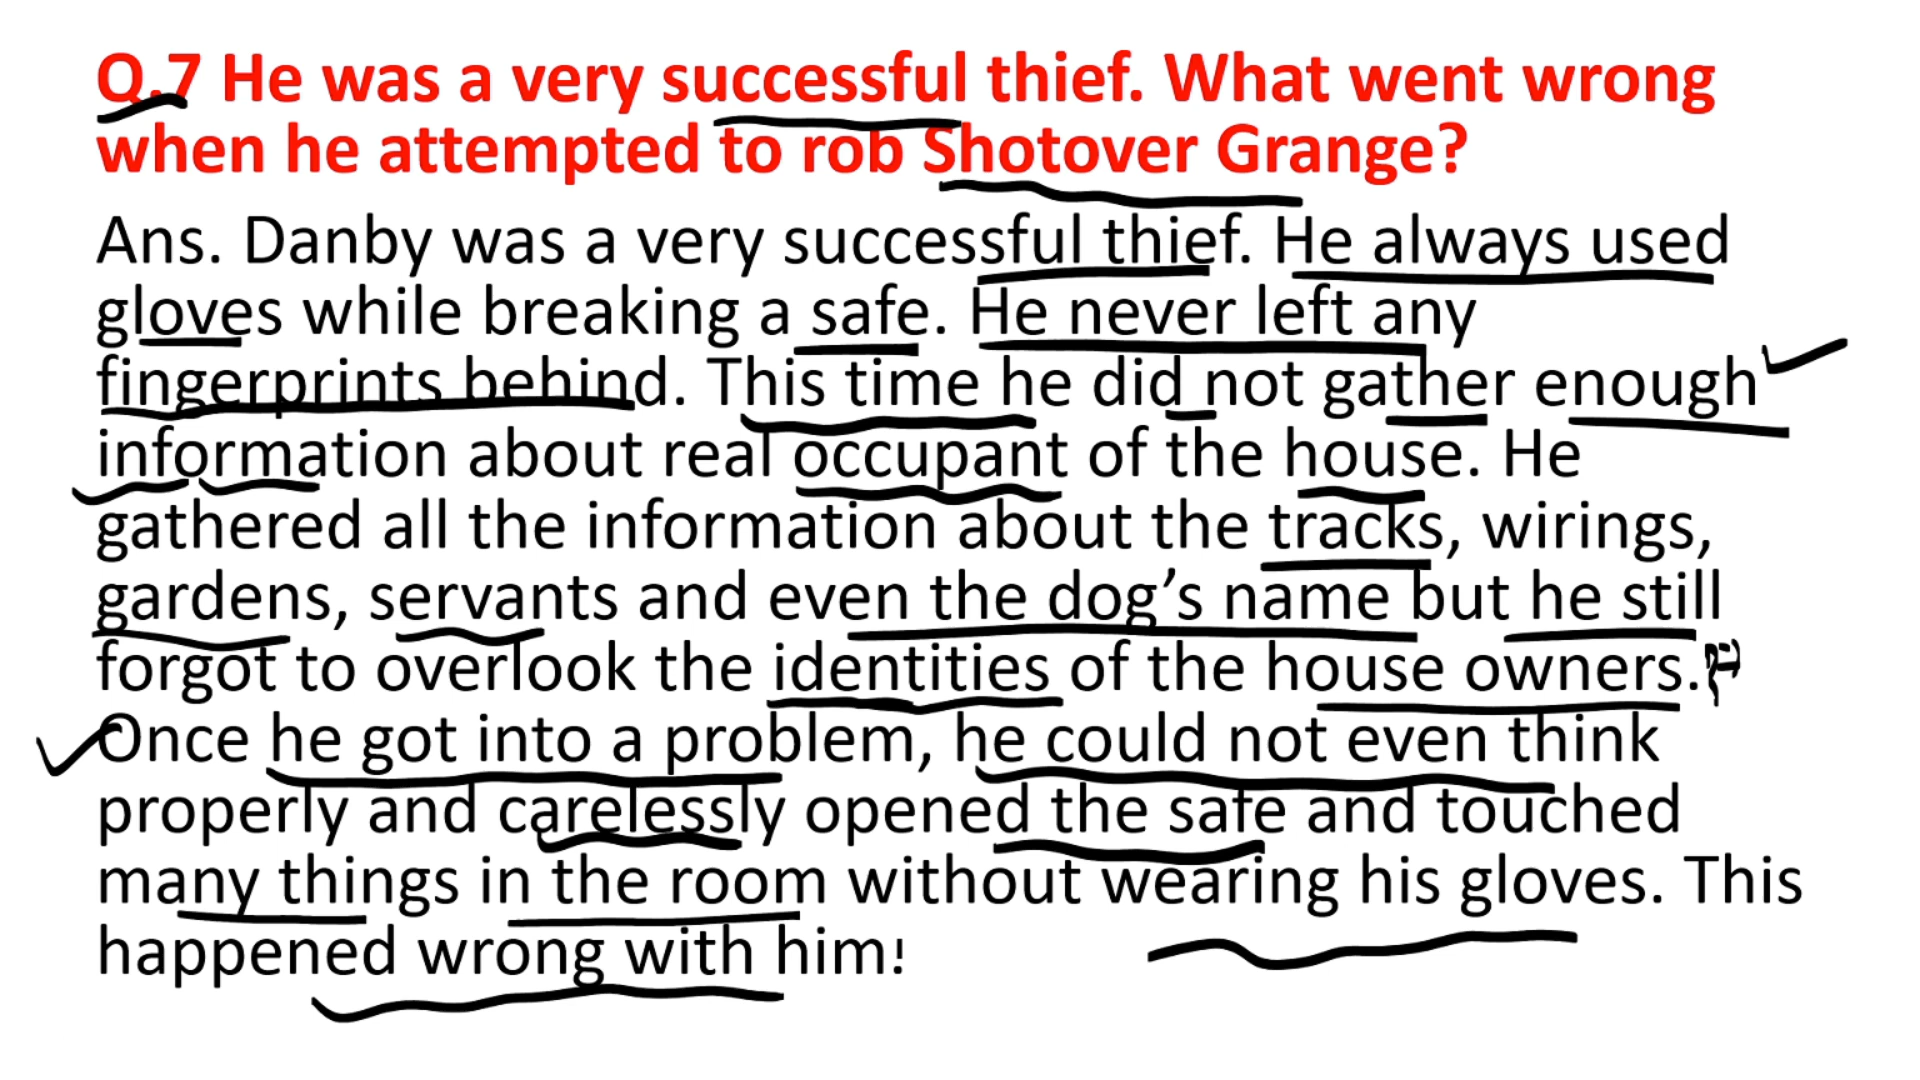 Q.7 He was a very successful thief. What went wrong
when he attempted to rob Shotover Grange?
Ans. Danby was a very successful thief. He always used
gloves while breaking a safe. He never left any
fingerprints behind. This time he did not gather enough
information about real occupant of the house. He
gathered all the information about the tracks, wirings,
gardens, servants and even the dog’s name but he still
forgot to overlook the identities of the house owners.
Once he got into a problem, he could not even think
properly and carelessly opened the safe and touched
many things in the room without wearing his gloves. This
happened wrong with him!